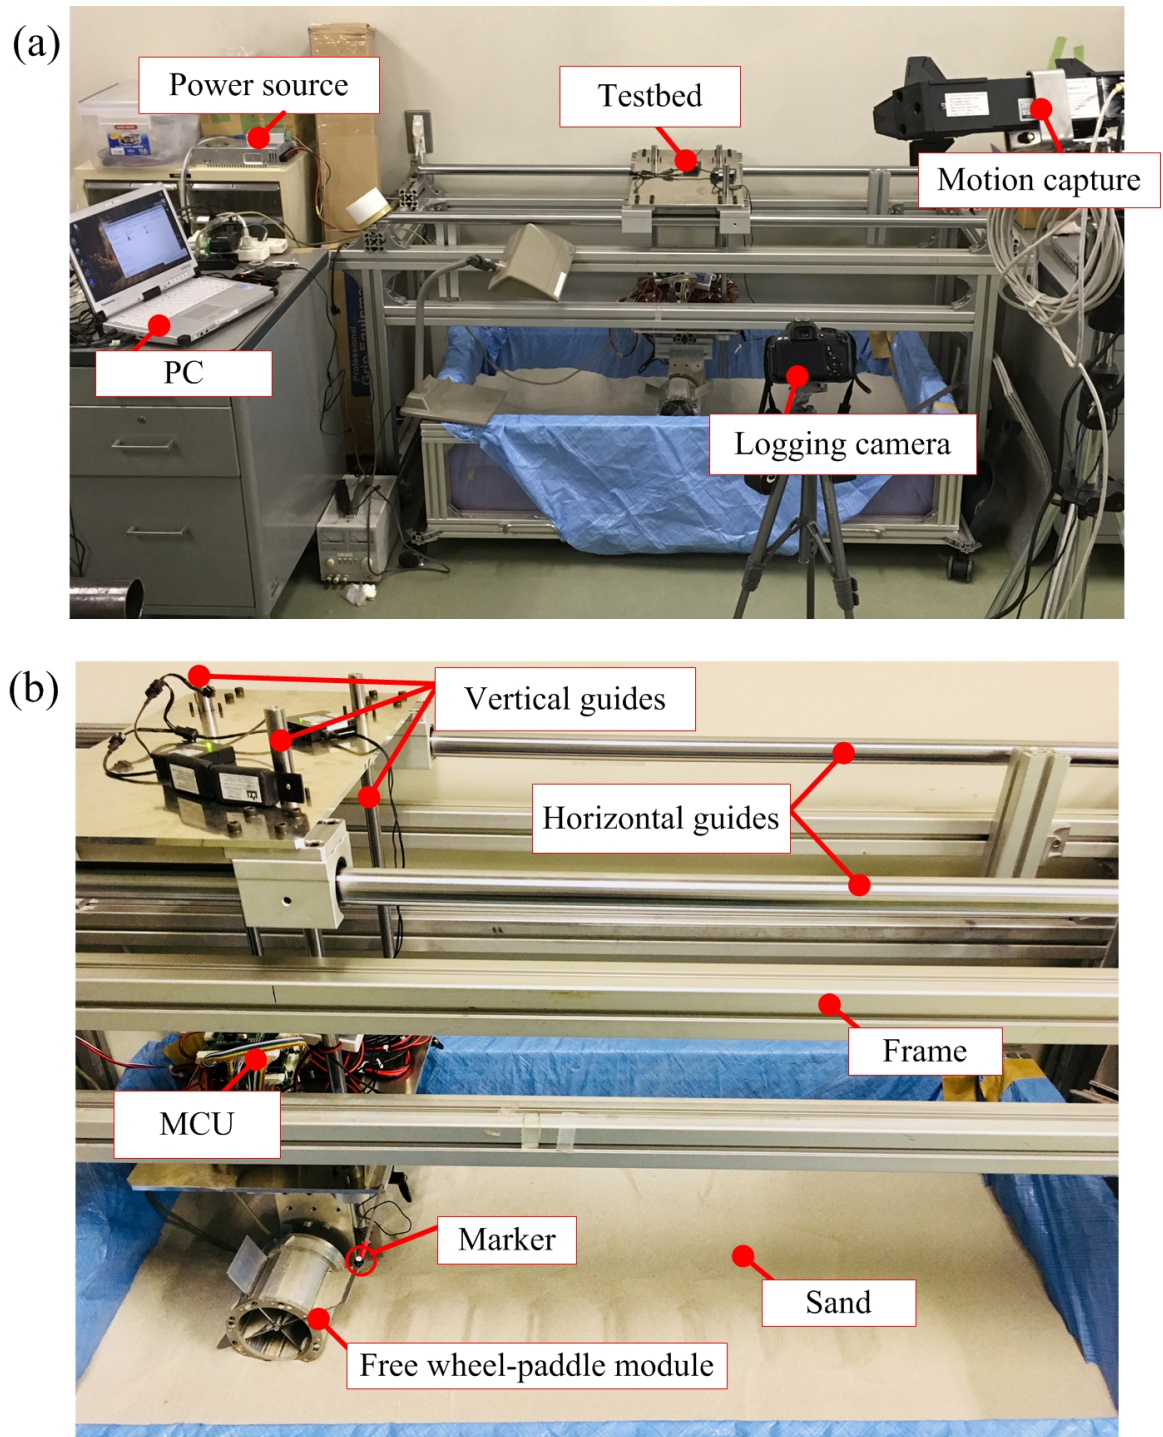 (a)
Power source
Testbed
Motion capture
PC
Logging camera
(b)
Vertical guides
Horizontal guides
Frame
MCU
Marker
Sand
Free wheel-paddle module